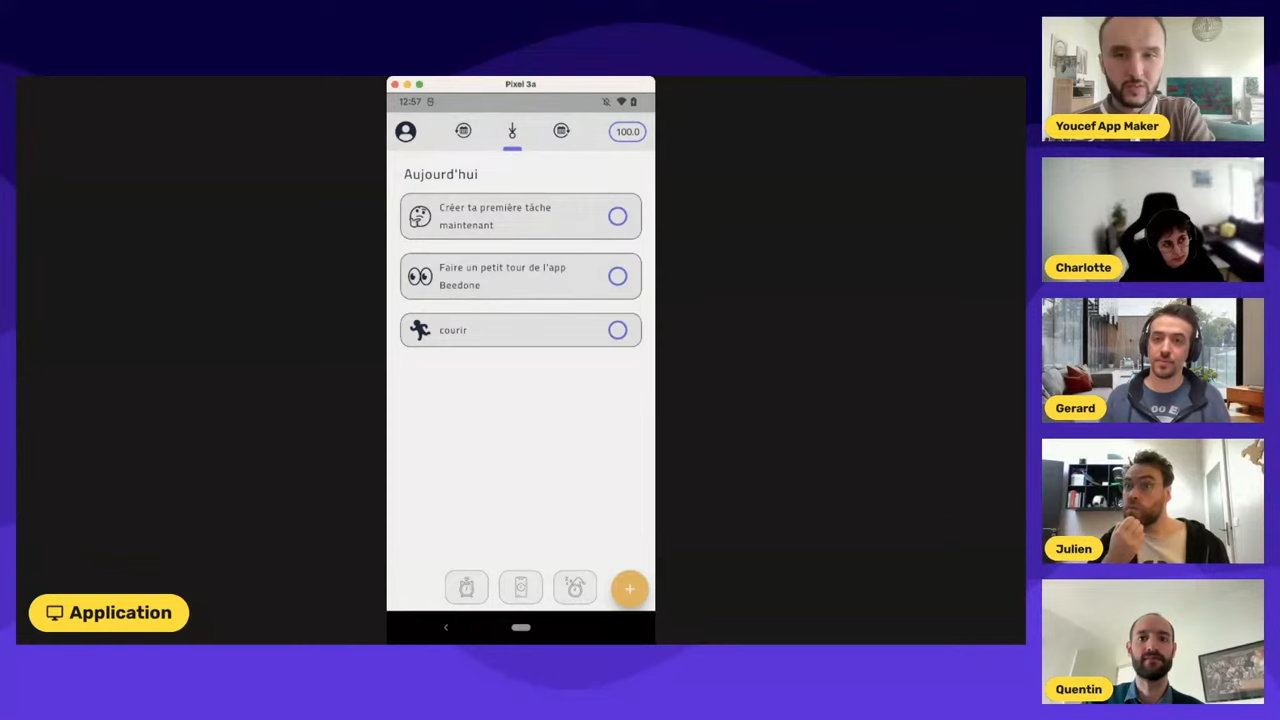 Pixel 3a
12:57
100.0
Aujourd'hui
Créer ta première tâche
maintenant
Faire un petit tour de l'app
Beedone
courir
+
Application
Youcef App Maker
Charlotte
Gerard
Julien
Quentin